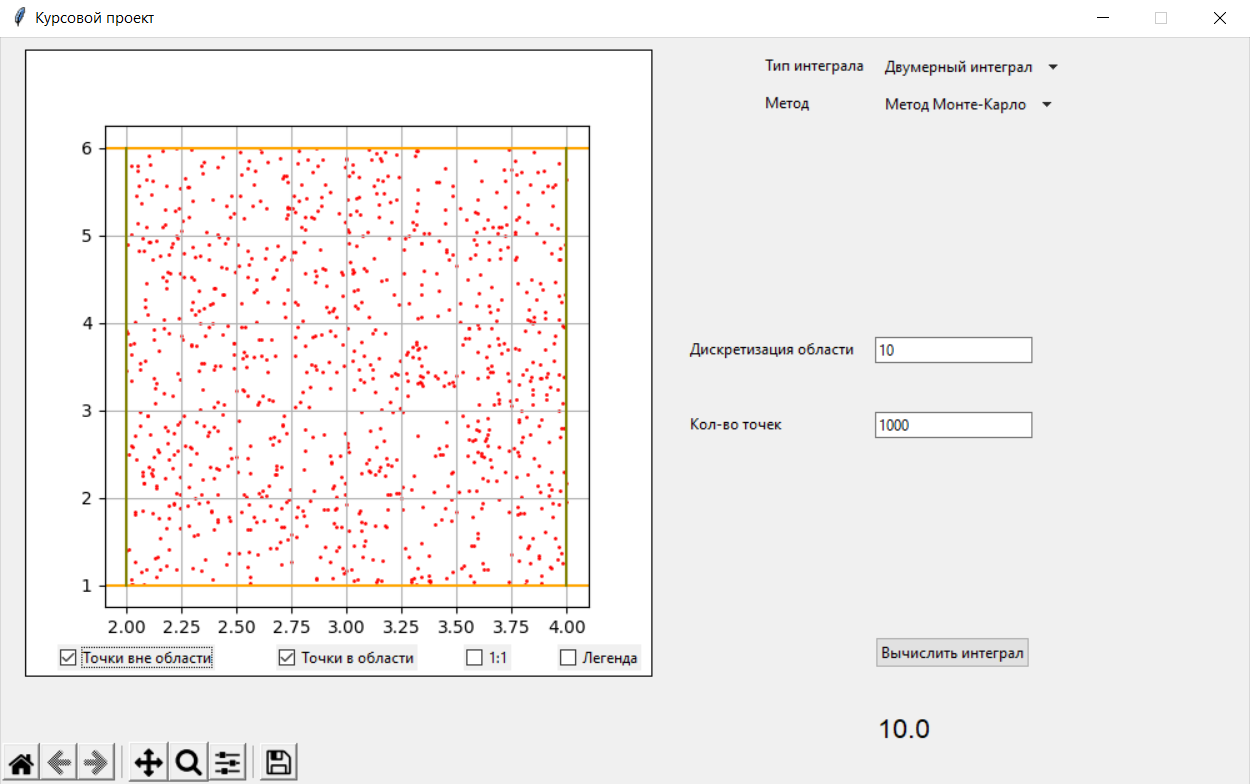 Курсовой проект
Тип интеграла Двумерный интеграл
Метод Метод Монте-Карло
6
5
4
3
2
1
2.00 2.25 2.50 2.75 3.00 3.25 3.50 3.75 4.00
Точки вне области Точки в области 1:1 Легенда
Дискретизация области 10
Кол-во точек 1000
Вычислить интеграл
10.0